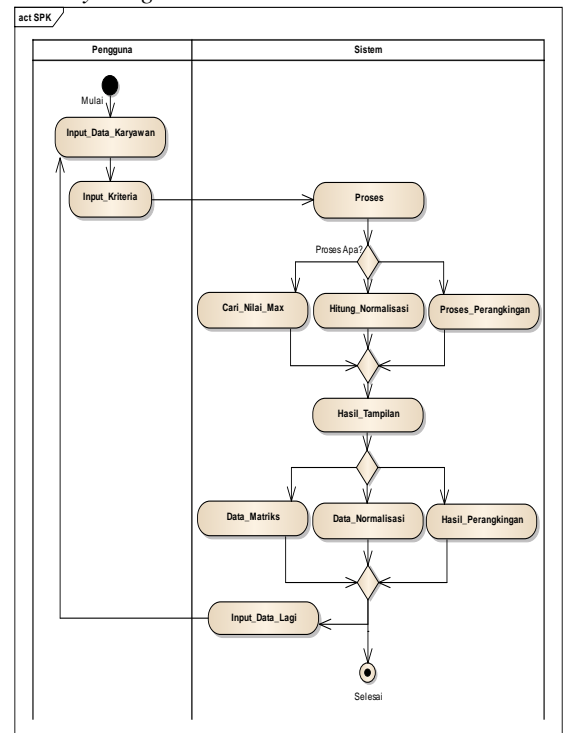 act SPK
Pengguna
Sistem
Mulai
Input_Data_Karyawan
Input_Kriteria
Proses
Proses Apa?
Cari_Nilai_Max
Hitung_Normalisasi
Proses_Perangkingan
Hasil_Tampilan
Data_Matriks
Data_Normalisasi
Hasil_Perangkingan
Input_Data_Lagi
Selesai